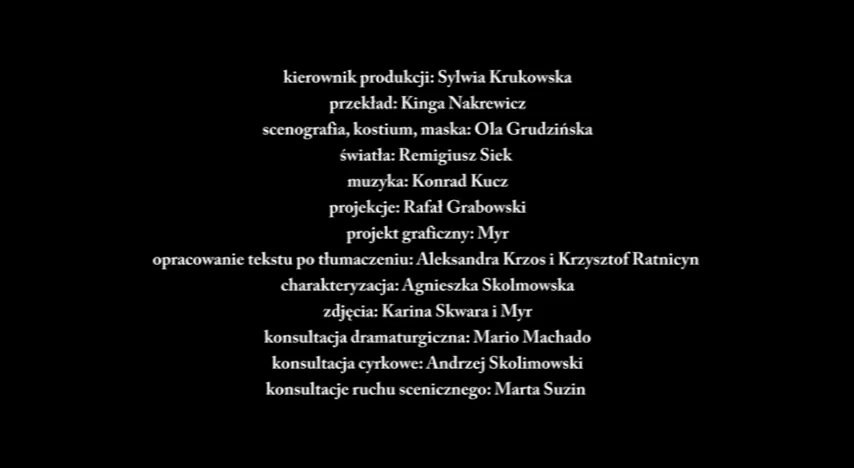 kierownik produkcji: Sylwia Krukowska
przekład: Kinga Nakrewicz
scenografia, kostium, maska: Ola Grudzińska
światła: Remigiusz Siek
muzyka: Konrad Kucz
projekcje: Rafał Grabowski
projekt graficzny: Myr
opracowanie tekstu po tłumaczeniu: Aleksandra Krzos i Krzysztof Ratnicyn
charakteryzacja: Agnieszka Skolmowska
zdjęcia: Karina Skwara i Myr
konsultacja dramaturgiczna: Mario Machado
konsultacja cyrkowe: Andrzej Skolimowski
konsultacje ruchu scenicznego: Marta Suzin